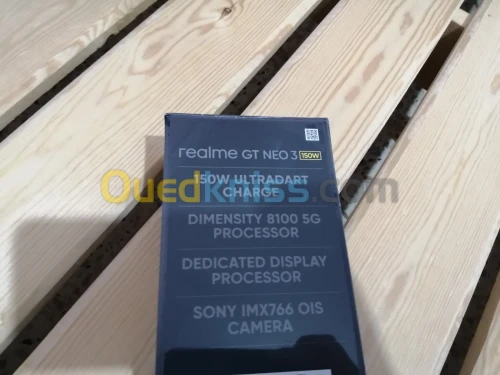 realme GT NEO 3 150W
150W ULTRADART
CHARGE
Ouedkniss.com
DIMENSITY 8100 5G
PROCESSOR
DEDICATED DISPLAY
PROCESSOR
SONY IMX766 OIS
CAMERA